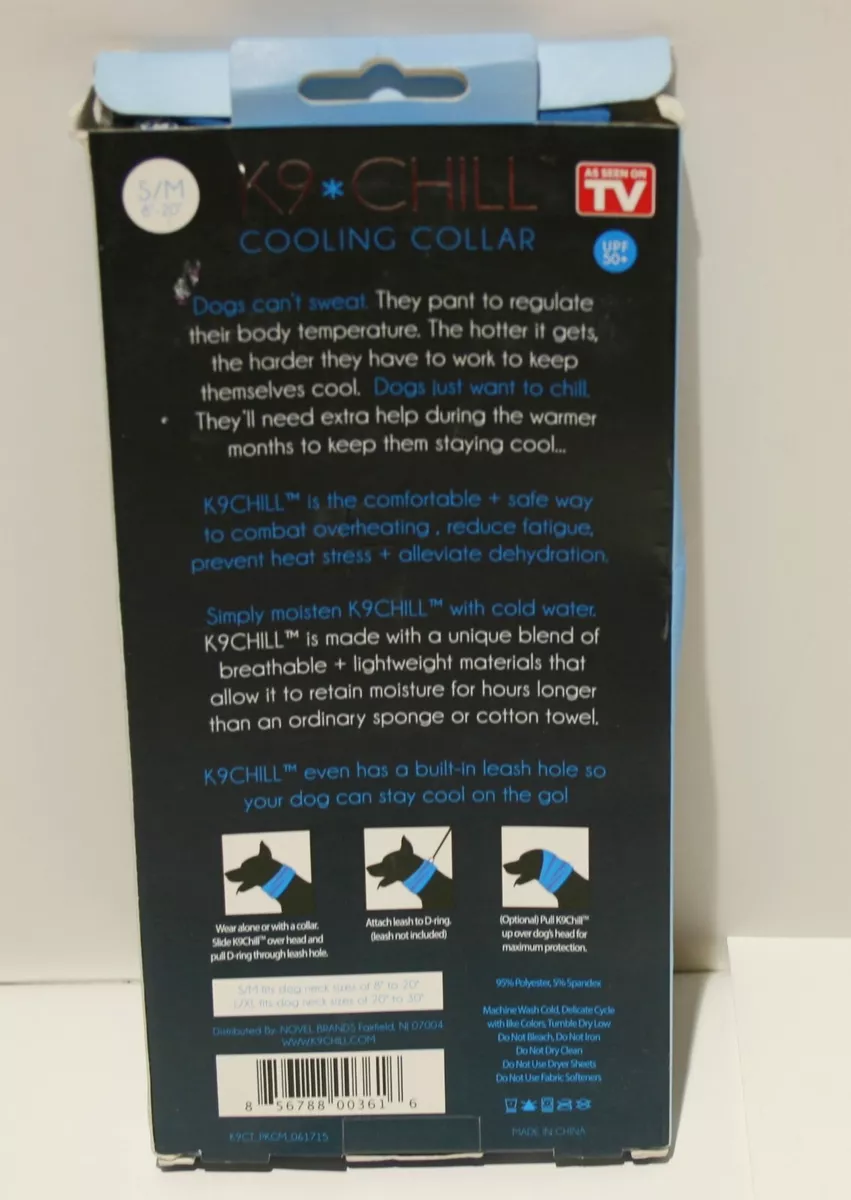 S/M
8"-20"
K9*CHILL™
COOLING COLLAR
AS SEEN ON
TV
UPF
50+
Dogs can't sweat. They pant to regulate
their body temperature. The hotter it gets,
the harder they have to work to keep
themselves cool. Dogs just want to chill.
They'll need extra help during the warmer
months to keep them staying cool...
K9CHILL™ is the comfortable + safe way
to combat overheating , reduce fatigue,
prevent heat stress + alleviate dehydration.
Simply moisten K9CHILL™ with cold water.
K9CHILL™ is made with a unique blend of
breathable + lightweight materials that
allow it to retain moisture for hours longer
than an ordinary sponge or cotton towel.
K9CHILL™ even has a built-in leash hole so
your dog can stay cool on the go!
Wear alone or with a collar.
Slide K9Chill™ over head and
pull D-ring through leash hole.
Attach leash to D-ring.
(leash not included)
(Optional) Pull K9Chill™
up over dog's head for
maximum protection.
S/M fits dog neck sizes of 8" to 20"
L/XL fits dog neck sizes of 20" to 30"
Distributed By: NOVEL BRANDS Fairfield, NJ 07004
WWW.K9CHILL.COM
8 56788 00361 6
K9CT_PKGM_061715
95% Polyester, 5% Spandex
Machine Wash Cold, Delicate Cycle
with like Colors, Tumble Dry Low
Do Not Bleach, Do Not Iron
Do Not Dry Clean
Do Not Use Dryer Sheets
Do Not Use Fabric Softeners
MADE IN CHINA